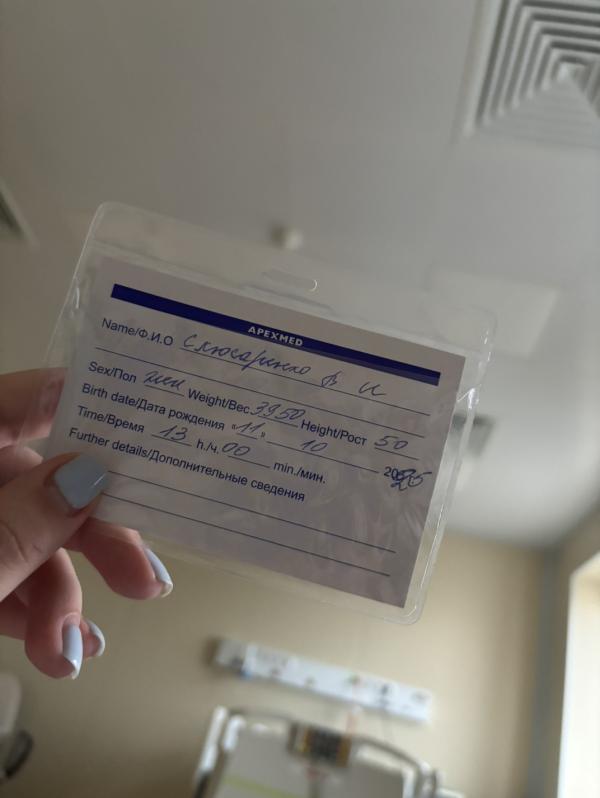 APEXMED
Name/Ф.И.О Слюсаренко В И
Sex/Пол жен Weight/Вес 3950 Height/Рост 50
Birth date/Дата рождения «11» 10 2025
Time/Время 13 h./ч. 00 min./мин.
Further details/Дополнительные сведения